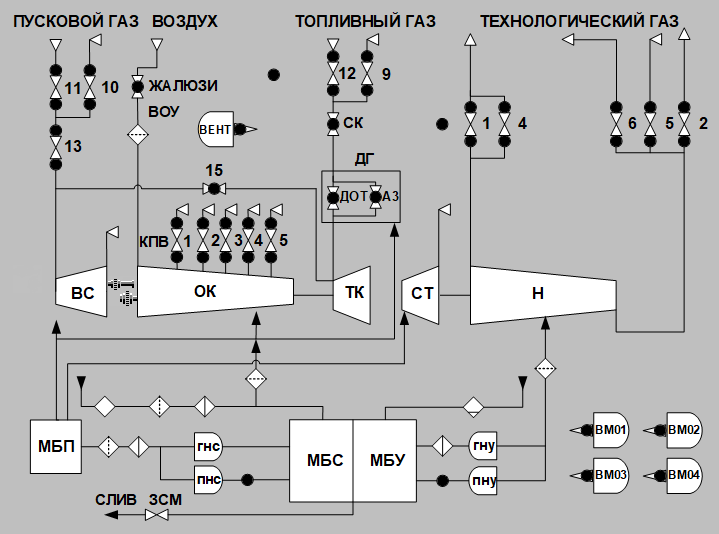 ПУСКОВОЙ ГАЗ ВОЗДУХ ТОПЛИВНЫЙ ГАЗ ТЕХНОЛОГИЧЕСКИЙ ГАЗ
11 10 ЖАЛЮЗИ 12 9
ВОУ
13 ВЕНТ СК 1 4 6 5 2
ДГ
15
ДОТ АЗ
КПВ 1 2 3 4 5
ВС ОК ТК СТ Н
МБП ГНС МБС МБУ ГНУ ВМ01 ВМ02
ПНС ПНУ ВМ03 ВМ04
СЛИВ ЗСМ